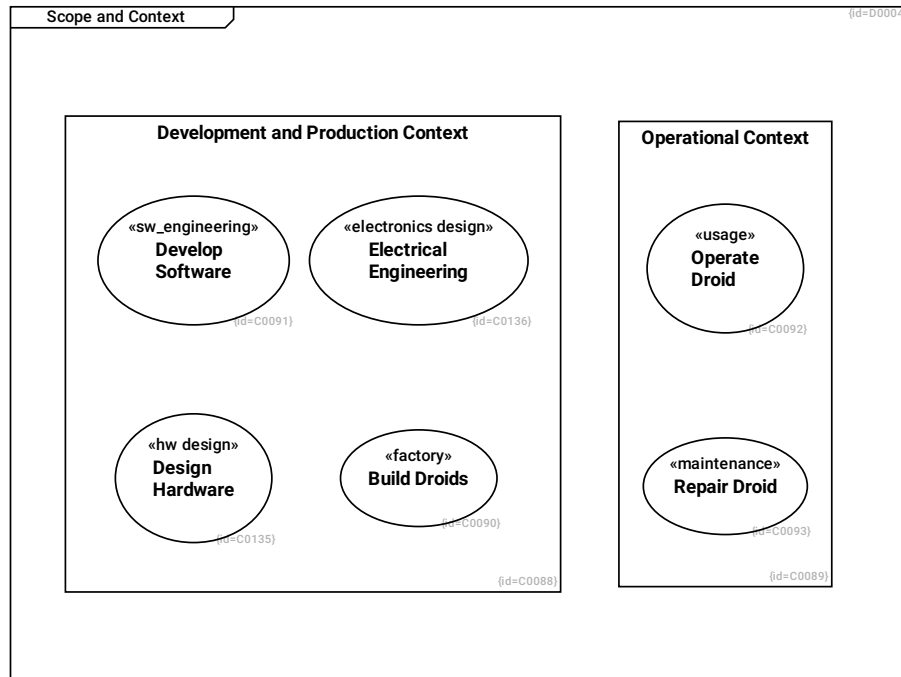 Scope and Context
{id=D0004
Development and Production Context
«sw_engineering»
Develop
Software
{id=C0091}
«electronics design»
Electrical
Engineering
{id=C0136}
«hw design»
Design
Hardware
{id=C0135}
«factory»
Build Droids
{id=C0090}
{id=C0088}
Operational Context
«usage»
Operate
Droid
{id=C0092}
«maintenance»
Repair Droid
{id=C0093}
{id=C0089}